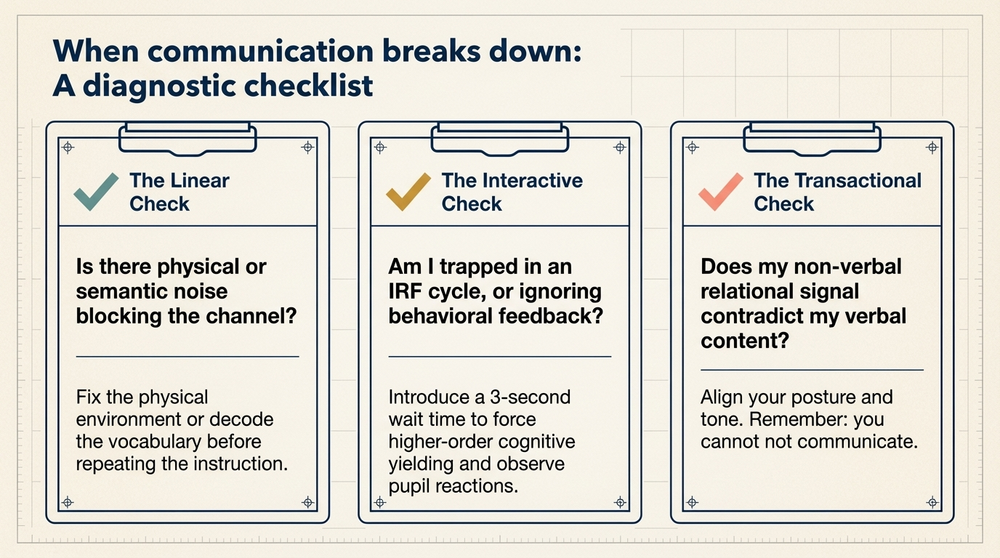 When communication breaks down:
A diagnostic checklist
The Linear
Check
Is there physical or
semantic noise
blocking the channel?
Fix the physical
environment or decode
the vocabulary before
repeating the instruction.
The Interactive
Check
Am I trapped in an
IRF cycle, or ignoring
behavioral feedback?
Introduce a 3-second
wait time to force
higher-order cognitive
yielding and observe
pupil reactions.
The Transactional
Check
Does my non-verbal
relational signal
contradict my verbal
content?
Align your posture and
tone. Remember: you
cannot not communicate.